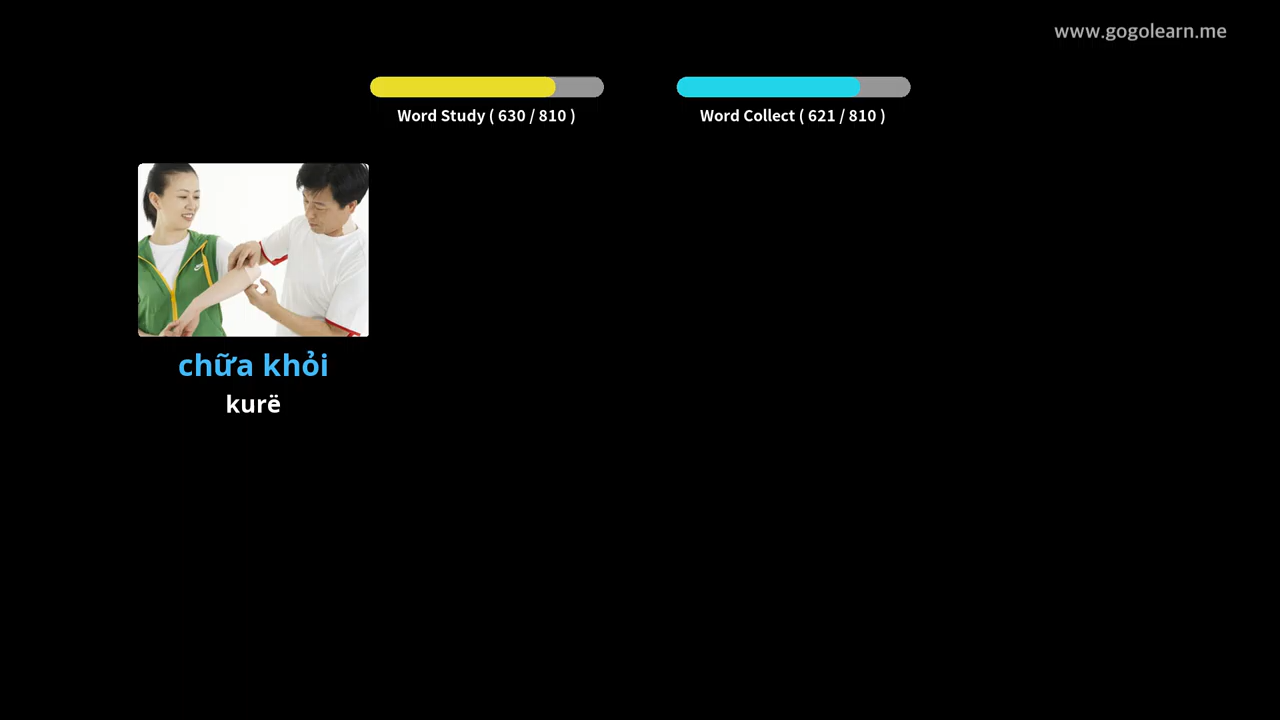 www.gogolearn.me
Word Study ( 630 / 810 )
Word Collect ( 621 / 810 )
chữa khỏi
kurë